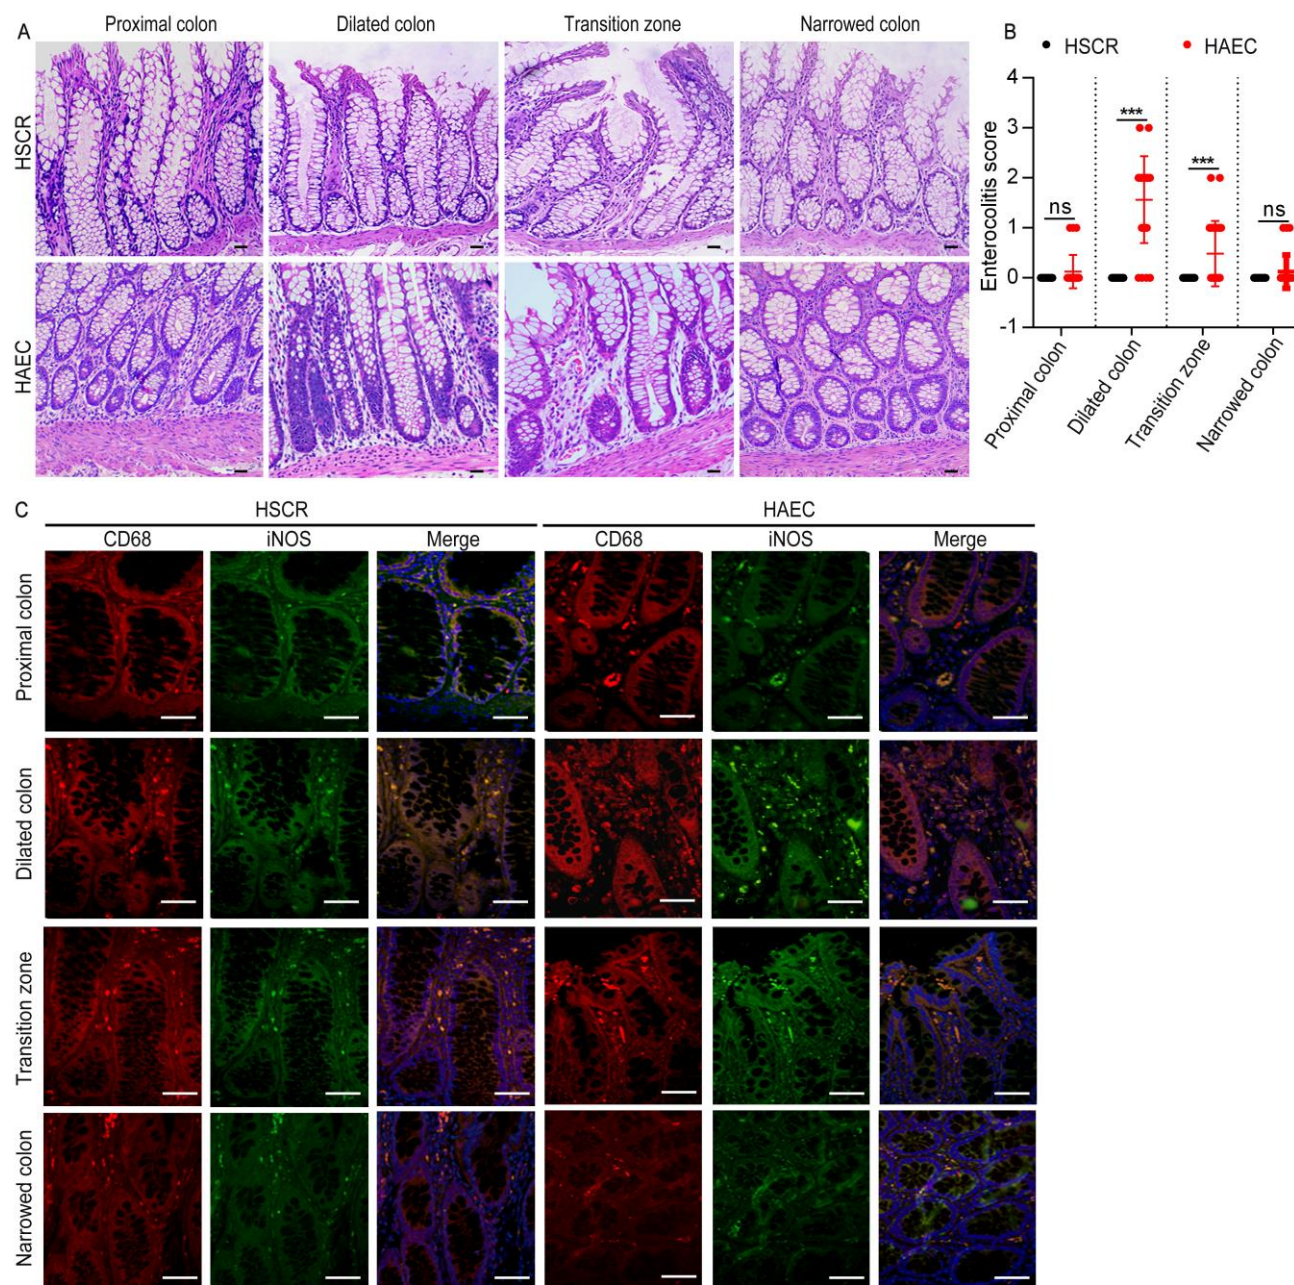 A
Proximal colon
Dilated colon
Transition zone
Narrowed colon
HSCR
HAEC
B
HSCR
HAEC
Enterocolitis score
4
3
2
1
0
-1
ns
***
***
ns
Proximal colon
Dilated colon
Transition zone
Narrowed colon
C
HSCR
HAEC
CD68
iNOS
Merge
CD68
iNOS
Merge
Proximal colon
Dilated colon
Transition zone
Narrowed colon